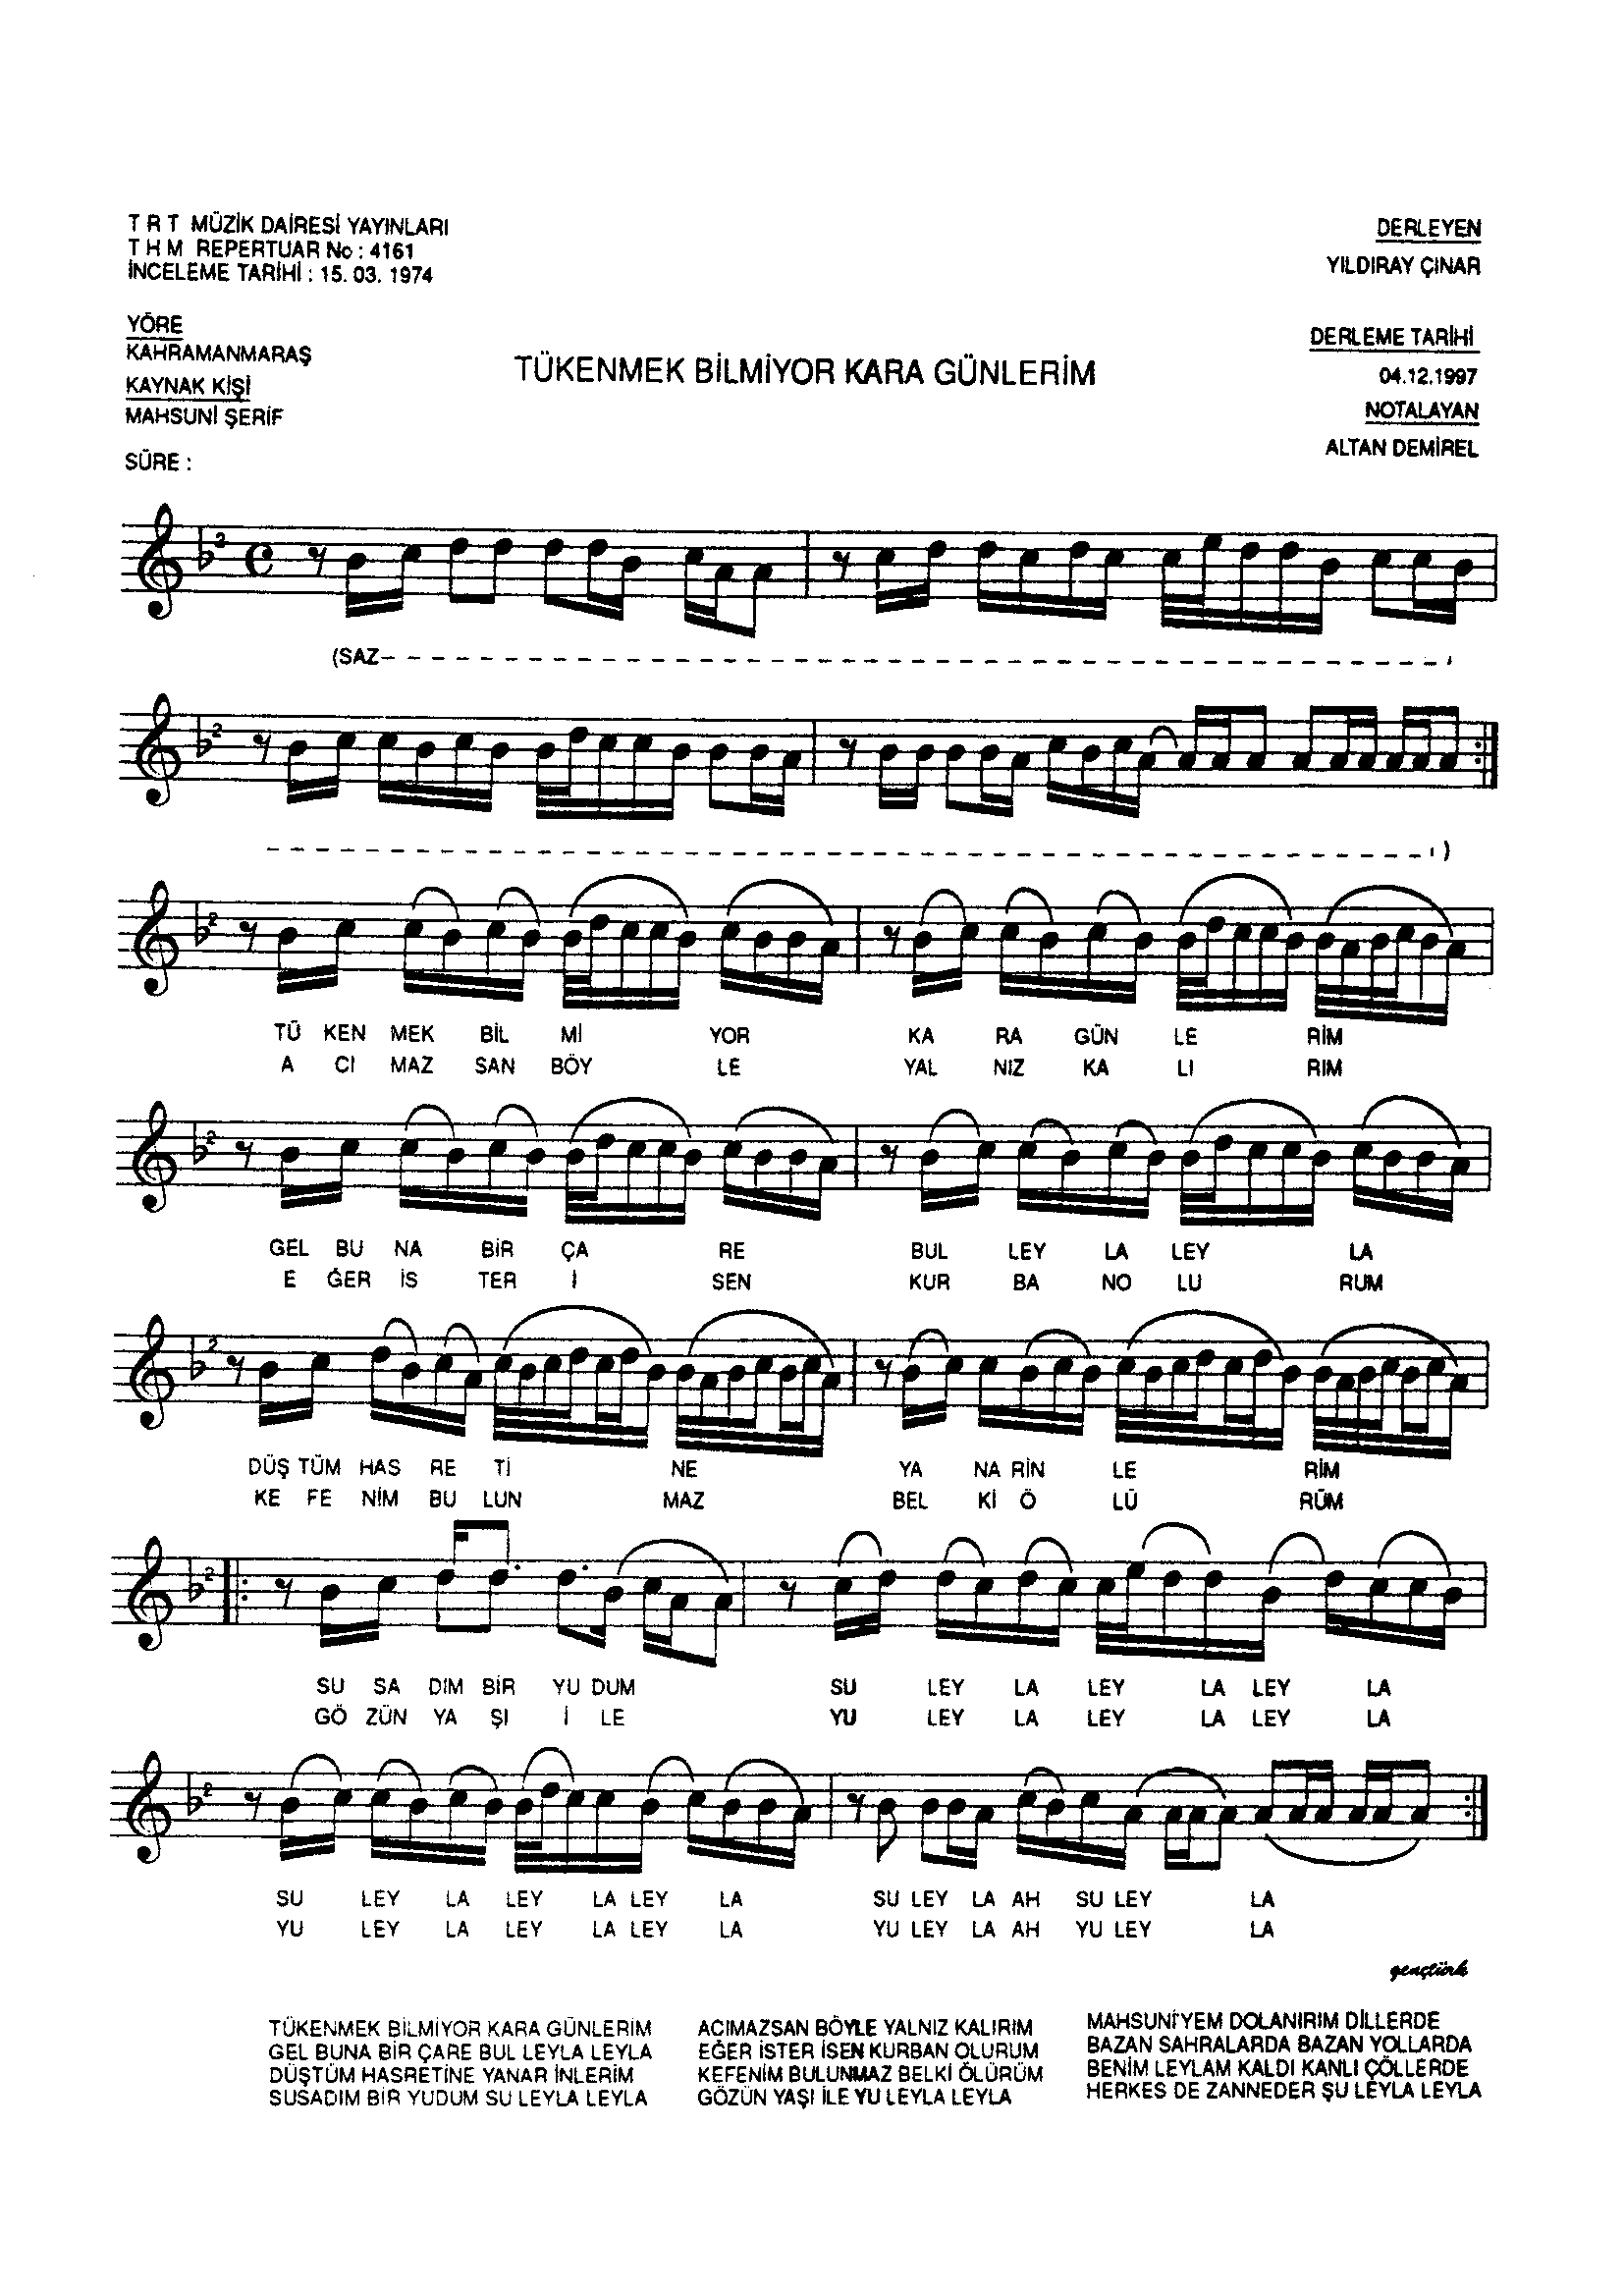 T R T MÜZİK DAİRESİ YAYINLARI
T H M REPERTUAR No : 4161
İNCELEME TARİHİ : 15. 03. 1974
DERLEYEN
YILDIRAY ÇINAR
YÖRE
KAHRAMANMARAŞ
KAYNAK KİŞİ
MAHSUNİ ŞERİF
SÜRE :
TÜKENMEK BİLMİYOR KARA GÜNLERİM
DERLEME TARİHİ
04.12.1997
NOTALAYAN
ALTAN DEMİREL
2
(SAZ
2
)
2
TÜ KEN MEK BİL Mİ YOR KA RA GÜN LE RİM
A CI MAZ SAN BÖY LE YAL NIZ KA LI RIM
2
GEL BU NA BİR ÇA RE BUL LEY LA LEY LA
E ĞER İS TER İ SEN KUR BA NO LU RUM
2
DÜŞ TÜM HAS RE Tİ NE YA NA RİN LE RİM
KE FE NİM BU LUN MAZ BEL Kİ Ö LÜ RÜM
2
SU SA DIM BİR YU DUM SU LEY LA LEY LA LEY LA
GÖ ZÜN YA ŞI İ LE YU LEY LA LEY LA LEY LA
2
SU LEY LA LEY LA LEY LA SU LEY LA AH SU LEY LA
YU LEY LA LEY LA LEY LA YU LEY LA AH YU LEY LA
gençtürk
TÜKENMEK BİLMİYOR KARA GÜNLERİM
GEL BUNA BİR ÇARE BUL LEYLA LEYLA
DÜŞTÜM HASRETİNE YANAR İNLERİM
SUSADIM BİR YUDUM SU LEYLA LEYLA
ACIMAZSAN BÖYLE YALNIZ KALIRIM
EĞER İSTER İSEN KURBAN OLURUM
KEFENİM BULUNMAZ BELKİ ÖLÜRÜM
GÖZÜN YAŞI İLE YU LEYLA LEYLA
MAHSUNİ'YEM DOLANIRIM DİLLERDE
BAZAN SAHRALARDA BAZAN YOLLARDA
BENİM LEYLAM KALDI KANLI ÇÖLLERDE
HERKES DE ZANNEDER ŞU LEYLA LEYLA